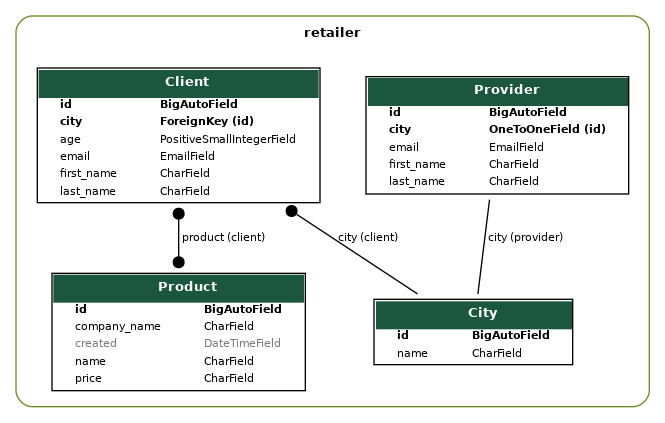 retailer
Client
id BigAutoField
city ForeignKey (id)
age PositiveSmallIntegerField
email EmailField
first_name CharField
last_name CharField
Provider
id BigAutoField
city OneToOneField (id)
email EmailField
first_name CharField
last_name CharField
product (client)
city (client)
city (provider)
Product
id BigAutoField
company_name CharField
created DateTimeField
name CharField
price CharField
City
id BigAutoField
name CharField